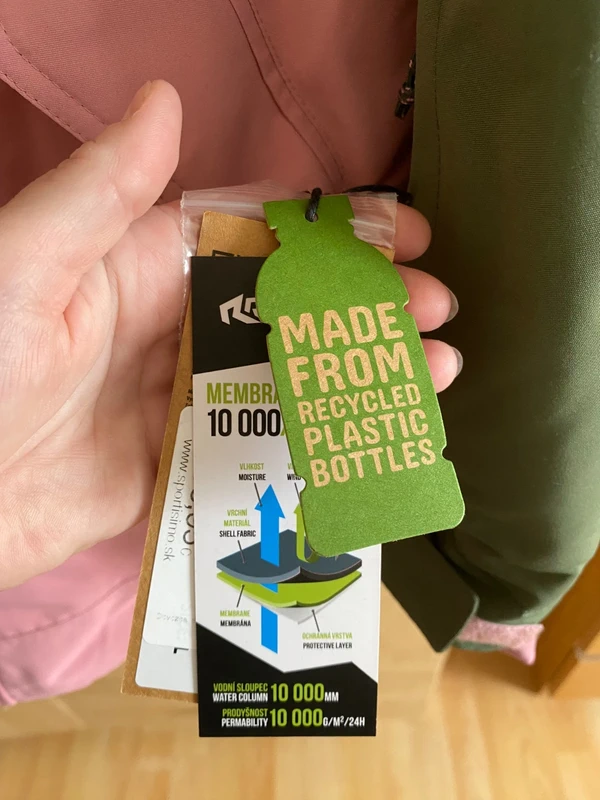 MADE
FROM
RECYCLED
PLASTIC
BOTTLES
10 000
VLHKOST
MOISTURE
VRCHNÍ
MATERIÁL
SHELL FABRIC
MEMBRANE
MEMBRÁNA
OCHRANNÁ VRSTVA
PROTECTIVE LAYER
VODNÍ SLOUPEC
WATER COLUMN 10 000MM
PRODYŠNOST
PERMABILITY 10 000G/M²/24H
www.sportisimo.sk